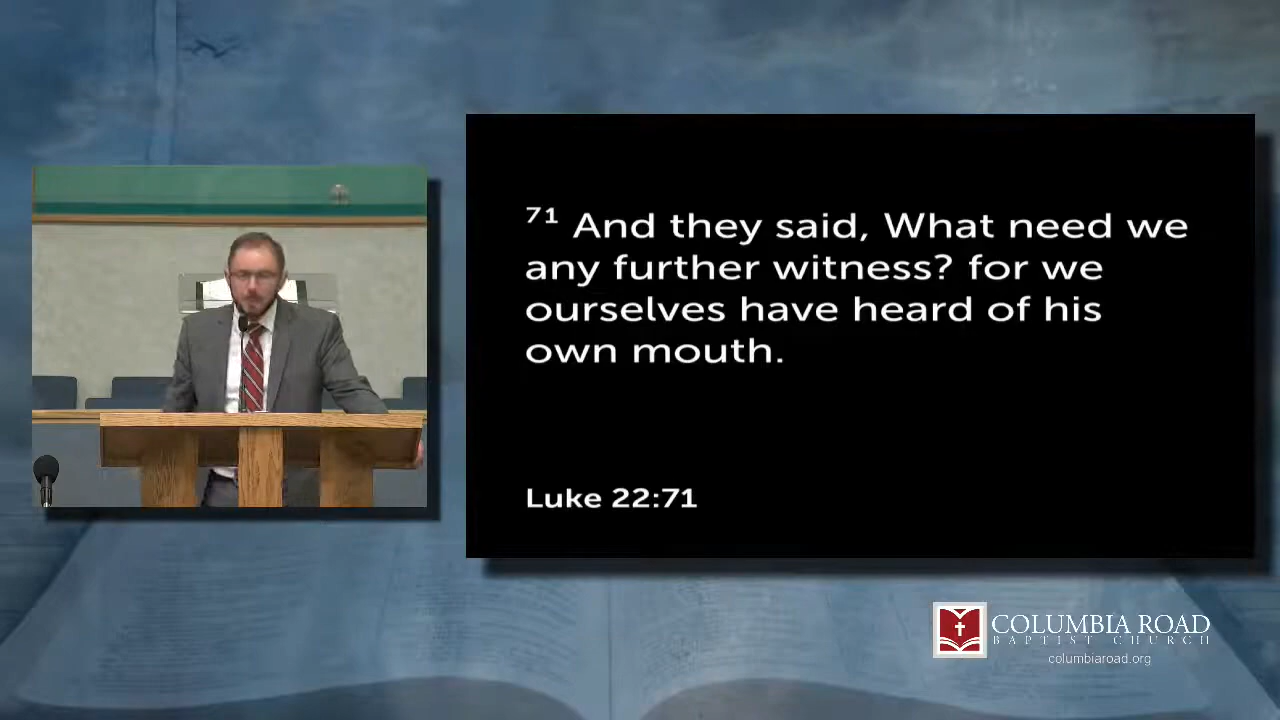 71 And they said, What need we
any further witness? for we
ourselves have heard of his
own mouth.
Luke 22:71
COLUMBIA ROAD
BAPTIST CHURCH
columbiaroad.org